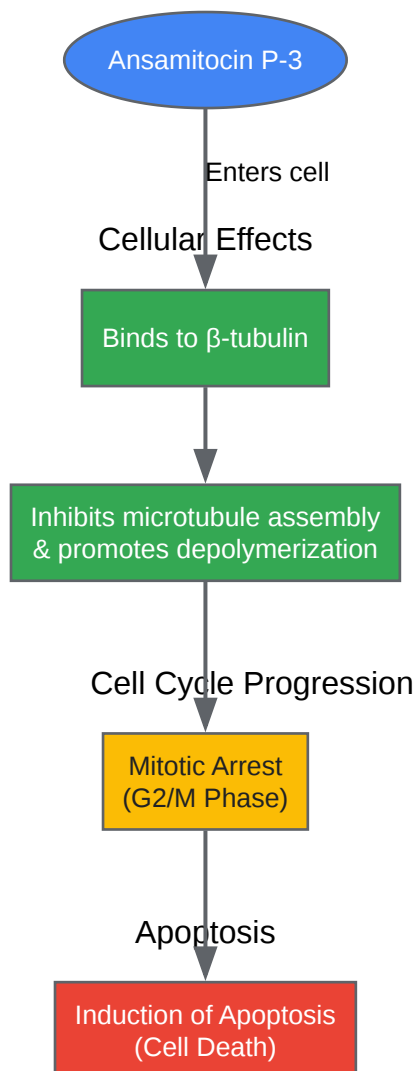 Ansamitocin P-3
Enters cell
Cellular Effects
Binds to β-tubulin
Inhibits microtubule assembly
& promotes depolymerization
Cell Cycle Progression
Mitotic Arrest
(G2/M Phase)
Apoptosis
Induction of Apoptosis
(Cell Death)